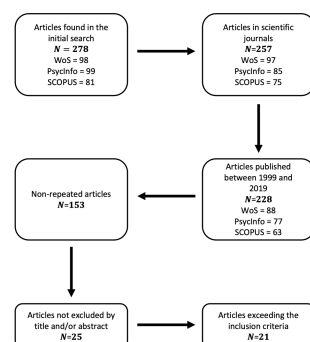 Articles found in the
initial search
N = 278
WoS = 98
PsycInfo = 99
SCOPUS = 81
Articles in scientific
journals
N=257
WoS = 97
PsycInfo = 85
SCOPUS = 75
Articles published
between 1999 and
2019
N=228
WoS = 88
PsycInfo = 77
SCOPUS = 63
Non-repeated articles
N=153
Articles not excluded by
title and/or abstract
N=25
Articles exceeding the
inclusion criteria
N=21